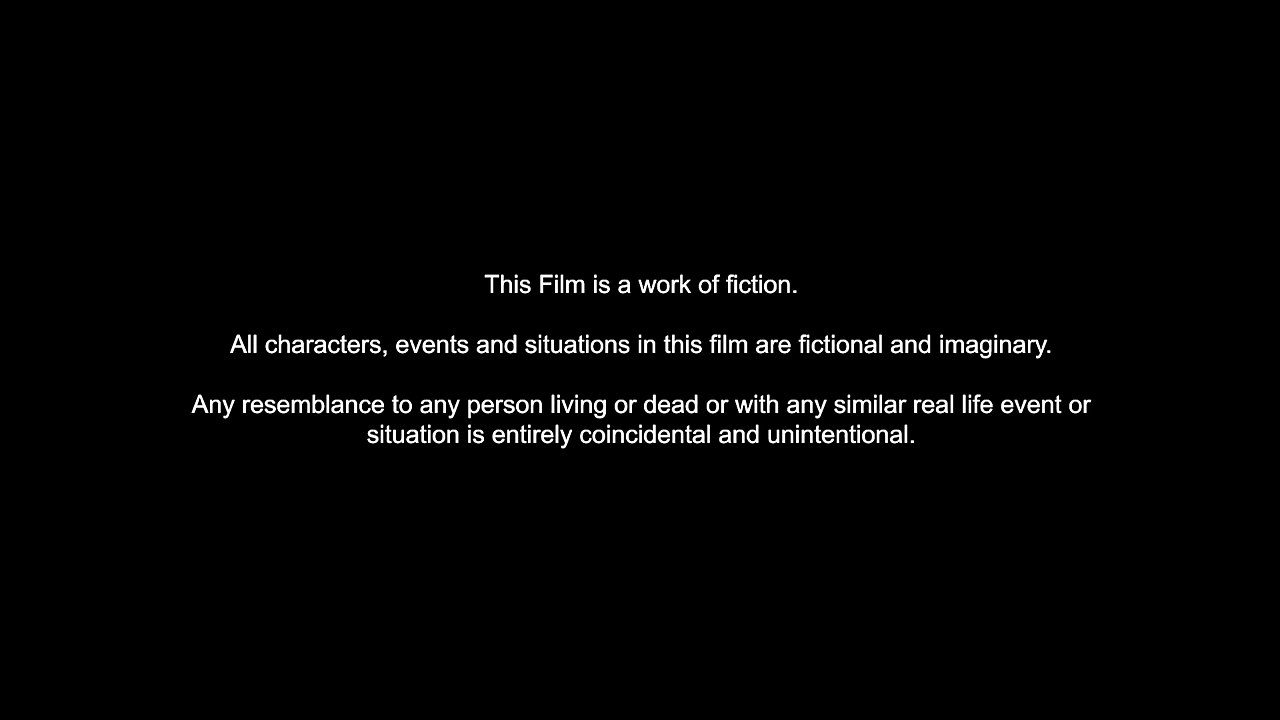 This Film is a work of fiction.
All characters, events and situations in this film are fictional and imaginary.
Any resemblance to any person living or dead or with any similar real life event or
situation is entirely coincidental and unintentional.